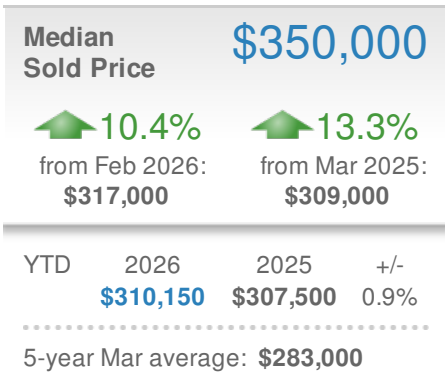 Median
Sold Price
$350,000
10.4%
from Feb 2026:
$317,000
13.3%
from Mar 2025:
$309,000
YTD 2026 2025 +/-
$310,150 $307,500 0.9%
5-year Mar average: $283,000